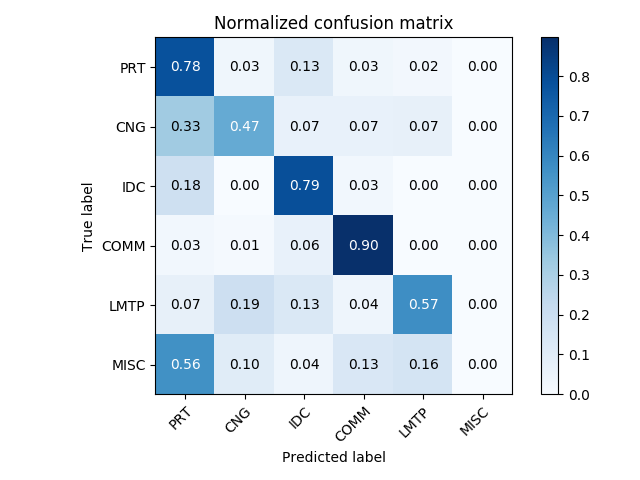 Normalized confusion matrix
PRT 0.78 0.03 0.13 0.03 0.02 0.00
CNG 0.33 0.47 0.07 0.07 0.07 0.00
IDC 0.18 0.00 0.79 0.03 0.00 0.00
COMM 0.03 0.01 0.06 0.90 0.00 0.00
LMTP 0.07 0.19 0.13 0.04 0.57 0.00
MISC 0.56 0.10 0.04 0.13 0.16 0.00
True label
PRT CNG IDC COMM LMTP MISC
Predicted label
0.8
0.7
0.6
0.5
0.4
0.3
0.2
0.1
0.0